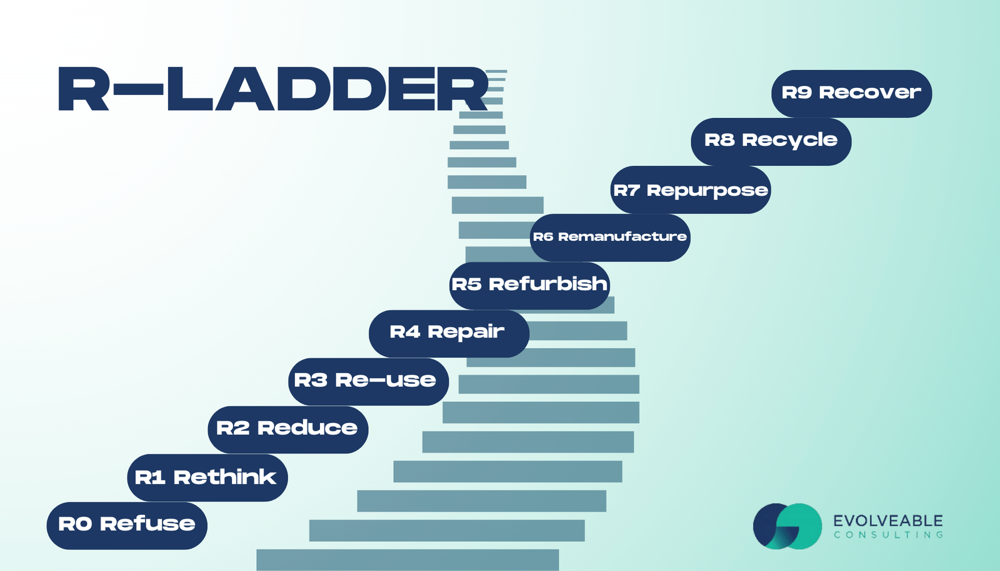 R–LADDER
R9 Recover
R8 Recycle
R7 Repurpose
R6 Remanufacture
R5 Refurbish
R4 Repair
R3 Re–use
R2 Reduce
R1 Rethink
R0 Refuse
EVOLVEABLE
CONSULTING